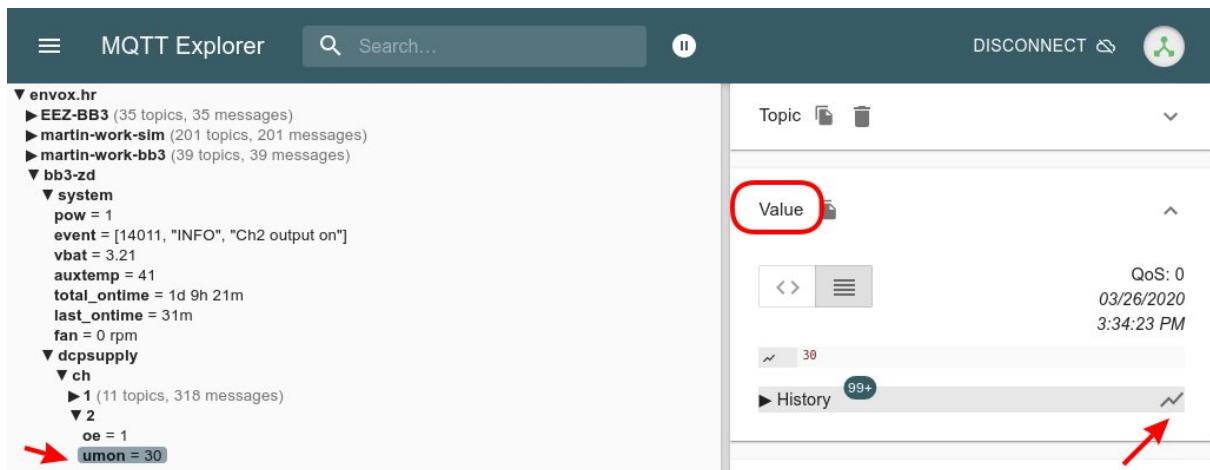 MQTT Explorer
Search...
DISCONNECT
▼ envox.hr
▶ EEZ-BB3 (35 topics, 35 messages)
▶ martin-work-sim (201 topics, 201 messages)
▶ martin-work-bb3 (39 topics, 39 messages)
▼ bb3-zd
▼ system
pow = 1
event = [14011, "INFO", "Ch2 output on"]
vbat = 3.21
auxtemp = 41
total_ontime = 1d 9h 21m
last_ontime = 31m
fan = 0 rpm
▼ dcpsupply
▼ ch
▶ 1 (11 topics, 318 messages)
▼ 2
oe = 1
umon = 30
Topic
Value
QoS: 0
03/26/2020
3:34:23 PM
30
▶ History 99+